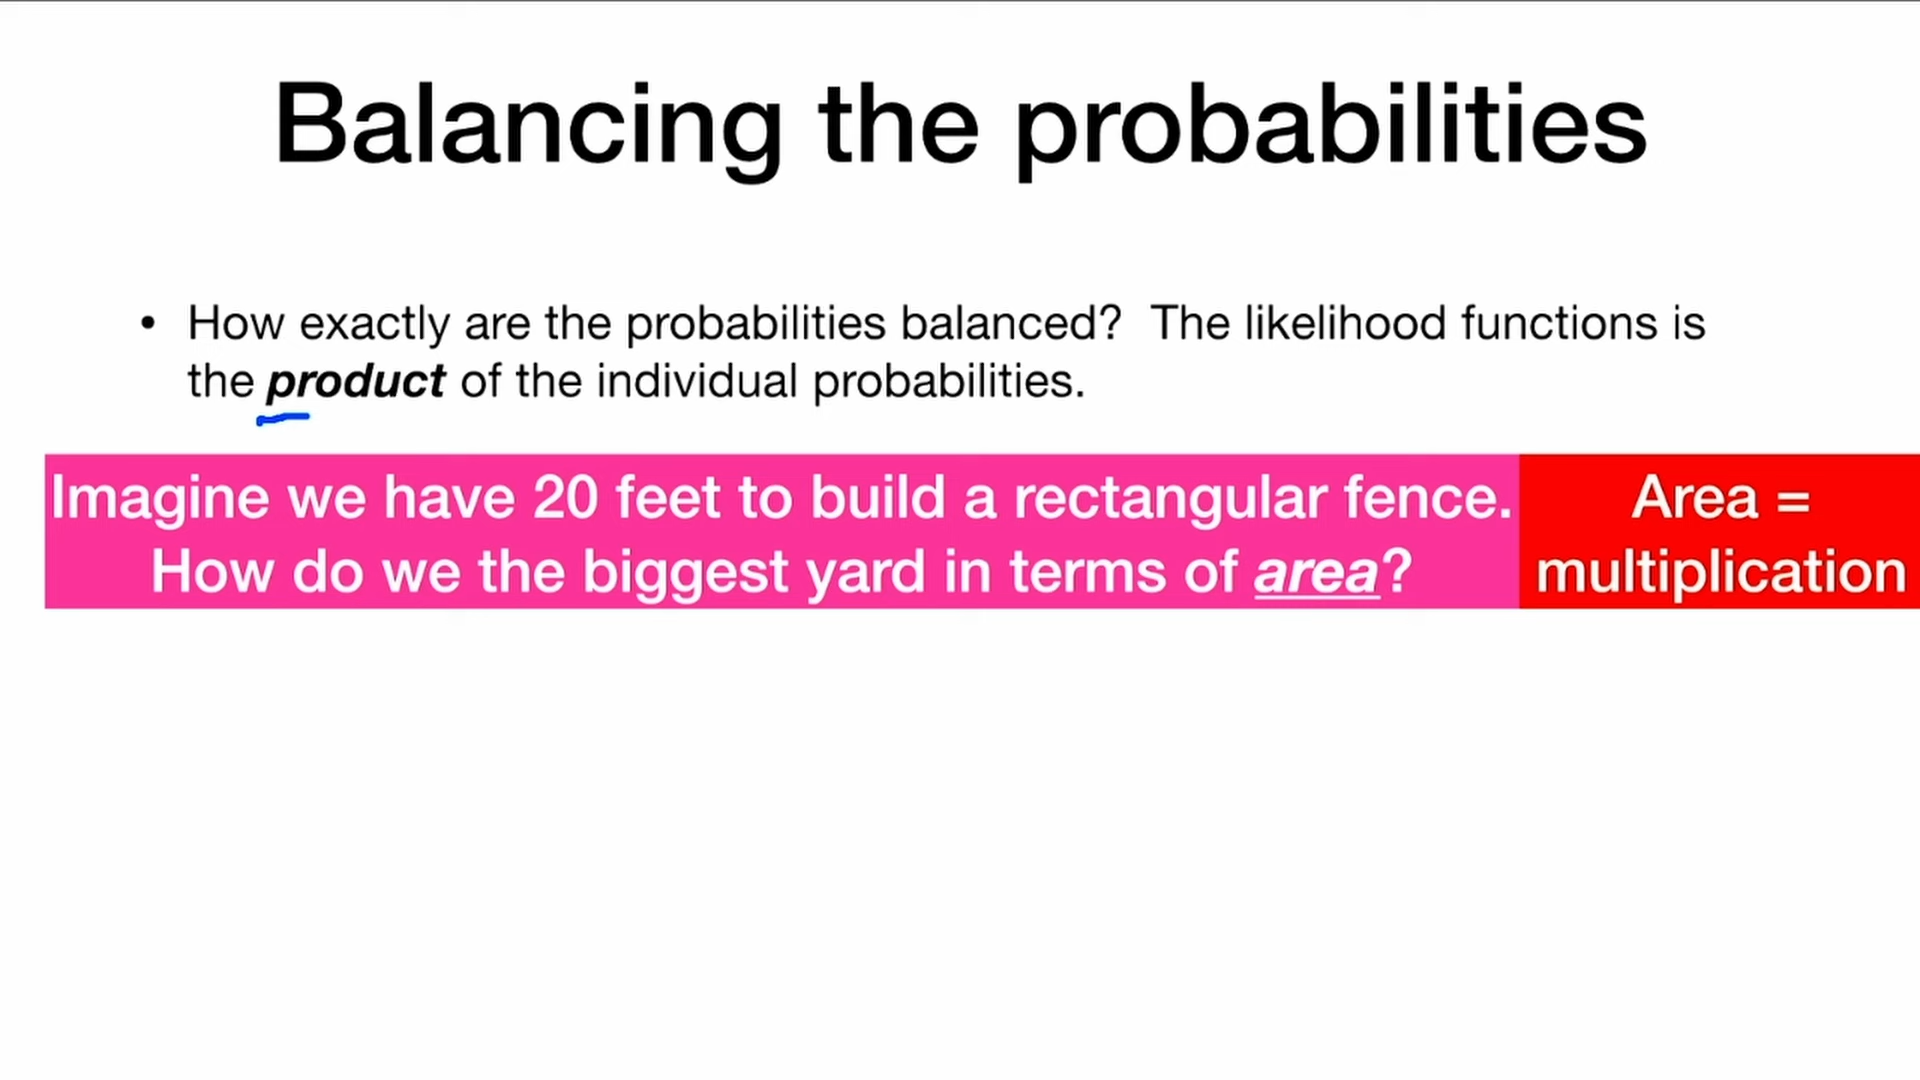 Balancing the probabilities
• How exactly are the probabilities balanced? The likelihood functions is
the product of the individual probabilities.
Imagine we have 20 feet to build a rectangular fence.
How do we the biggest yard in terms of area?
Area =
multiplication